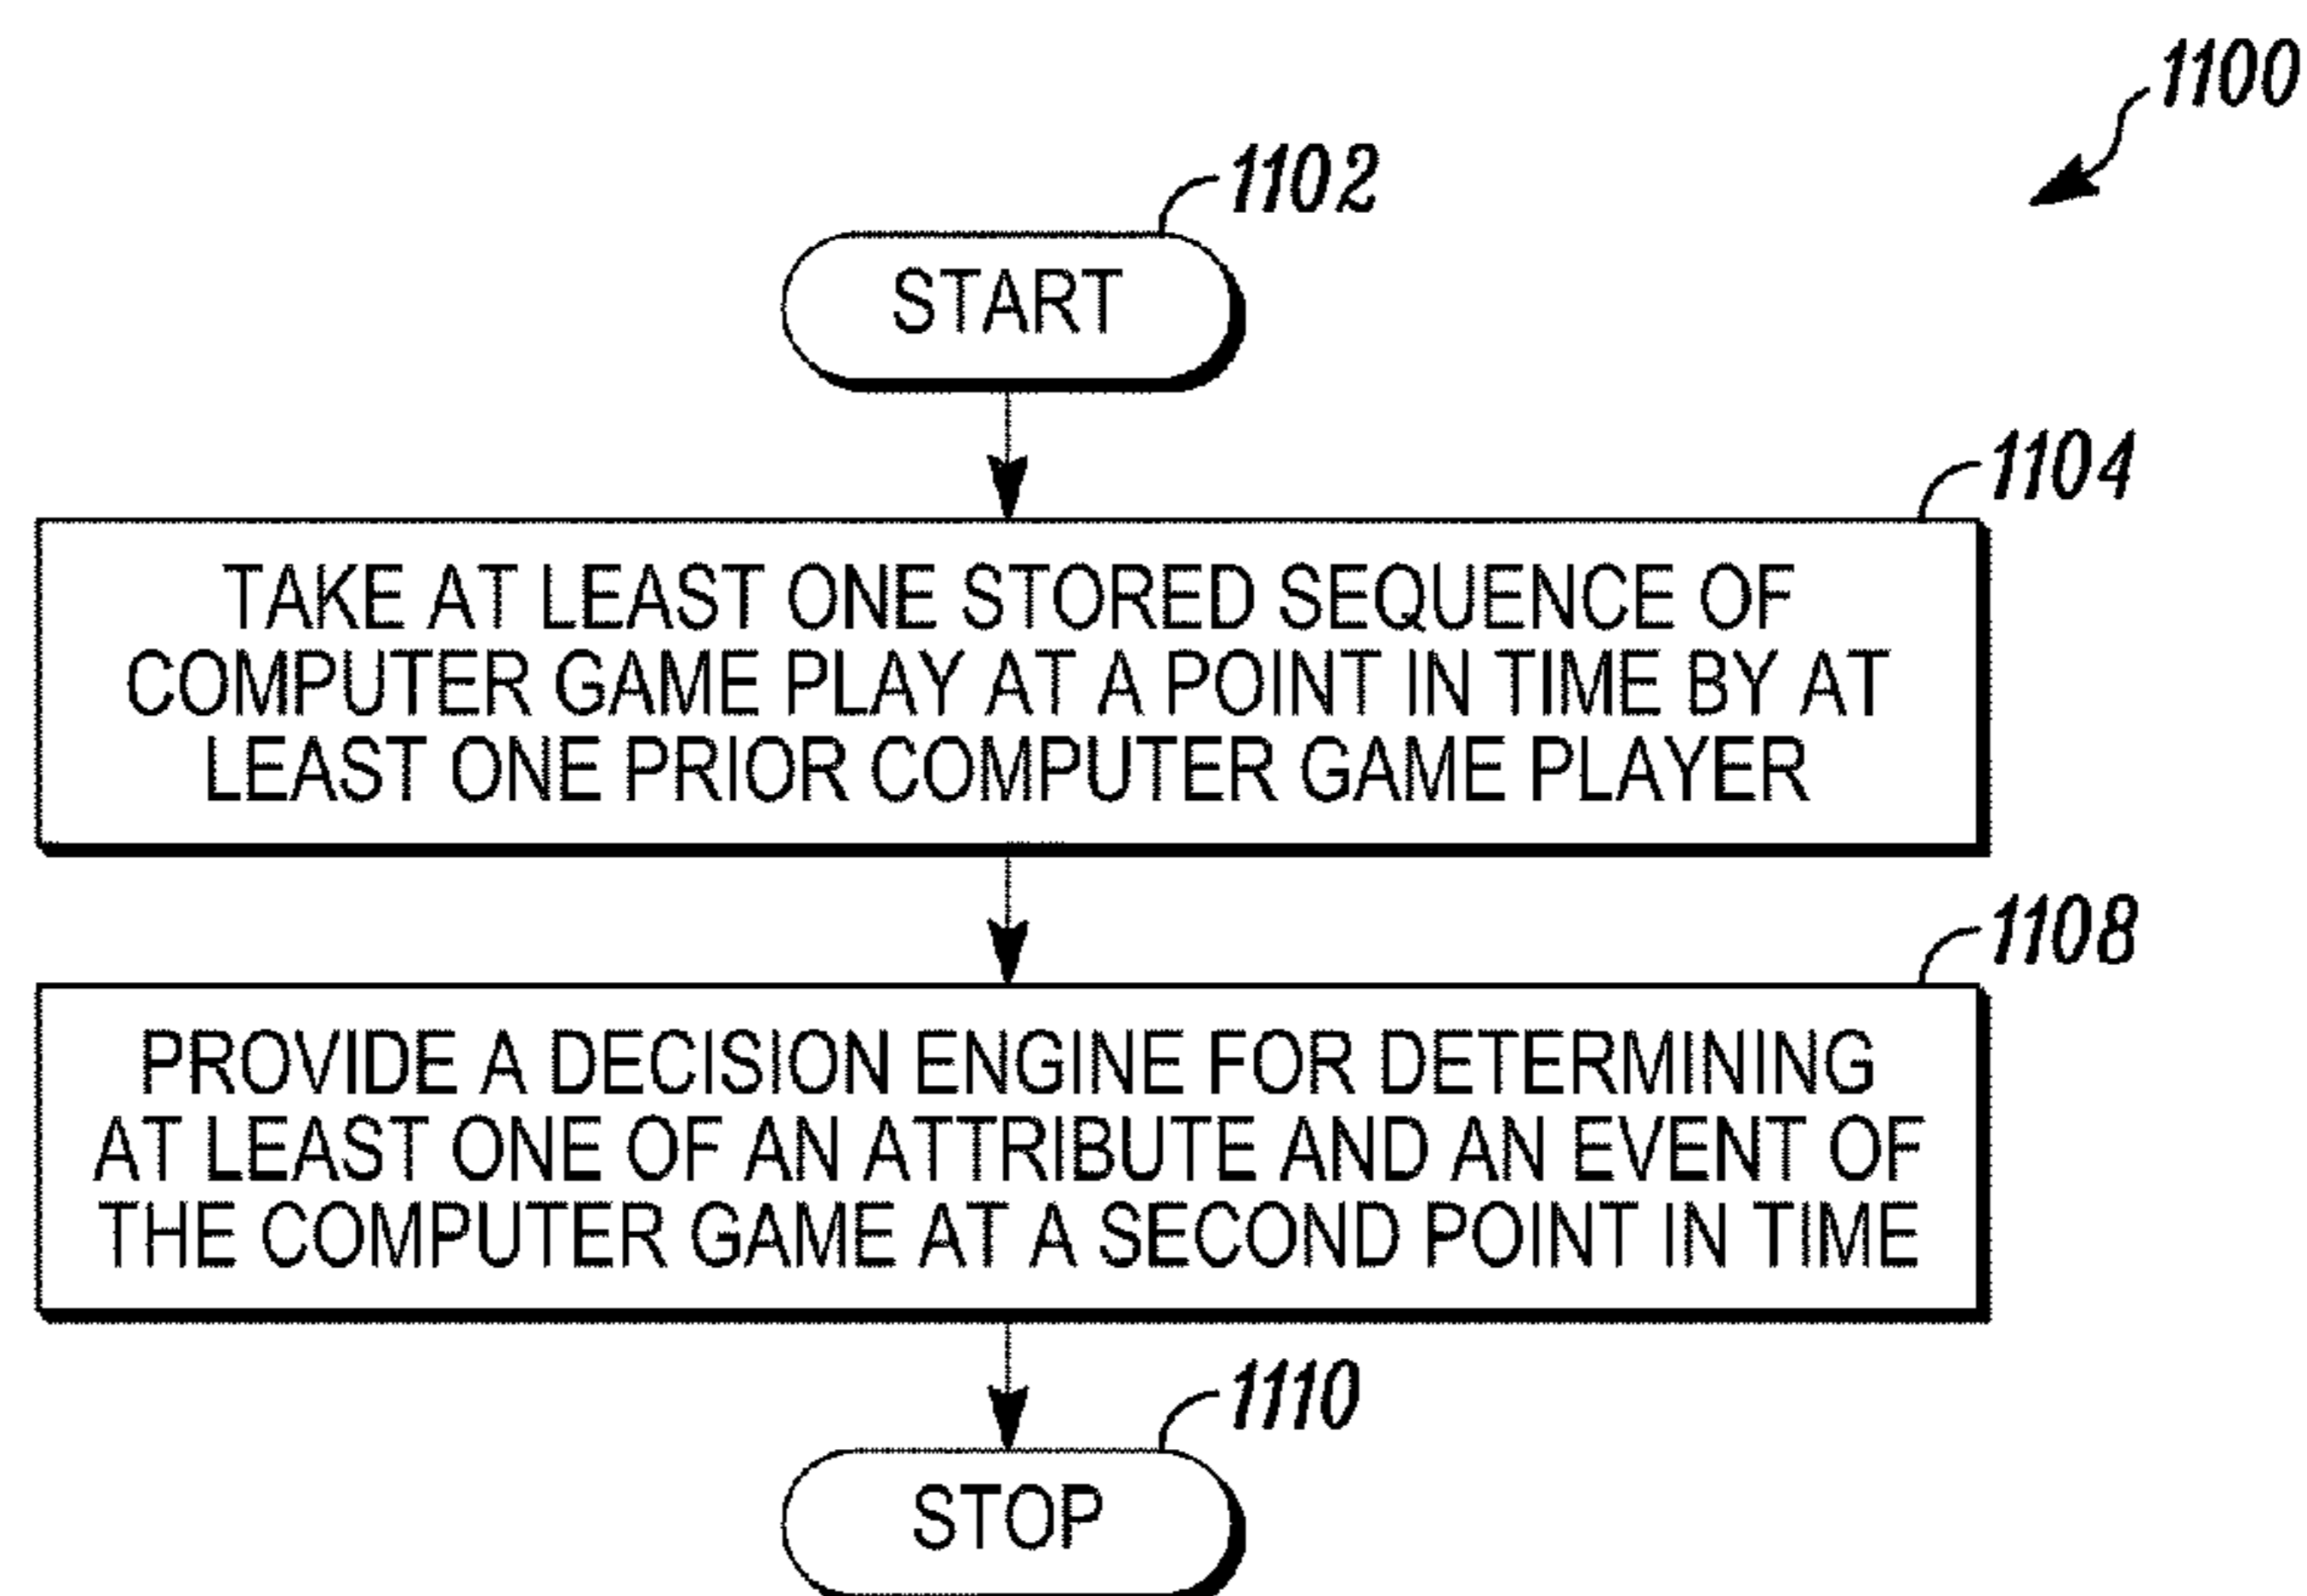 1100
1102
START
1104
TAKE AT LEAST ONE STORED SEQUENCE OF
COMPUTER GAME PLAY AT A POINT IN TIME BY AT
LEAST ONE PRIOR COMPUTER GAME PLAYER
1108
PROVIDE A DECISION ENGINE FOR DETERMINING
AT LEAST ONE OF AN ATTRIBUTE AND AN EVENT OF
THE COMPUTER GAME AT A SECOND POINT IN TIME
1110
STOP